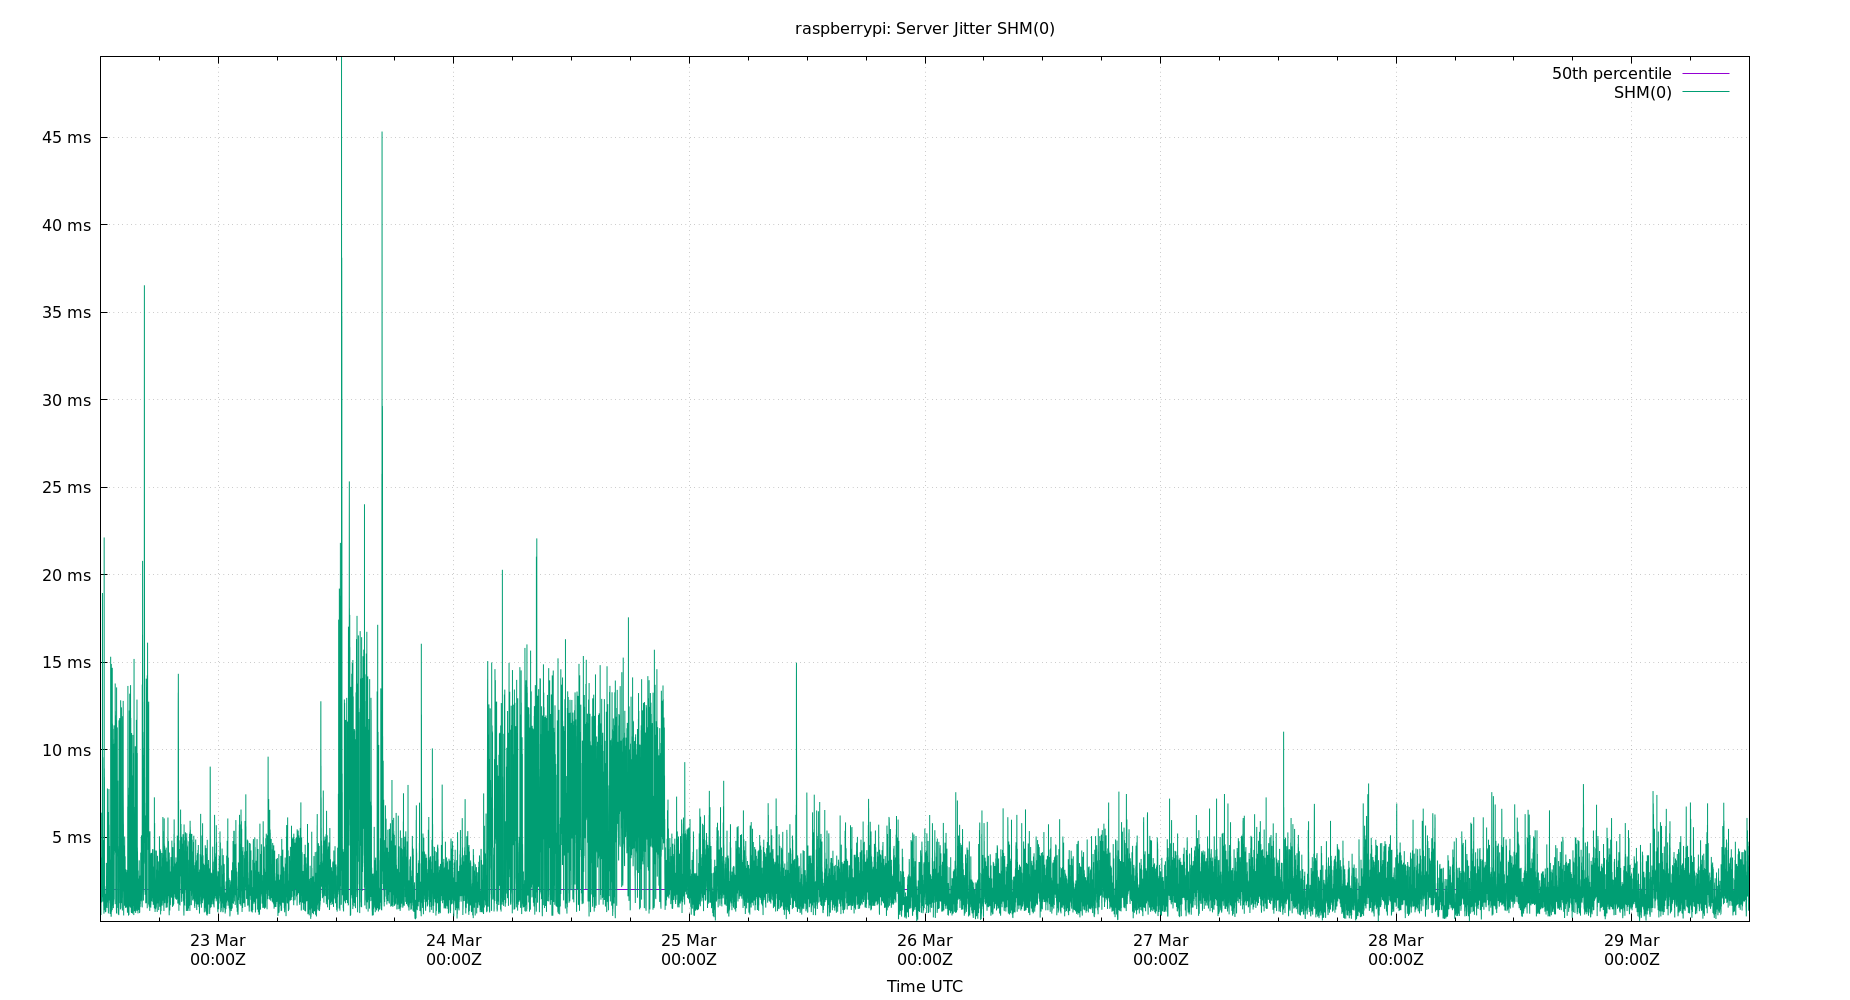 raspberrypi: Server Jitter SHM(0)
50th percentile
SHM(0)
45 ms
40 ms
35 ms
30 ms
25 ms
20 ms
15 ms
10 ms
5 ms
23 Mar 24 Mar 25 Mar 26 Mar 27 Mar 28 Mar 29 Mar
00:00Z 00:00Z 00:00Z 00:00Z 00:00Z 00:00Z 00:00Z
Time UTC